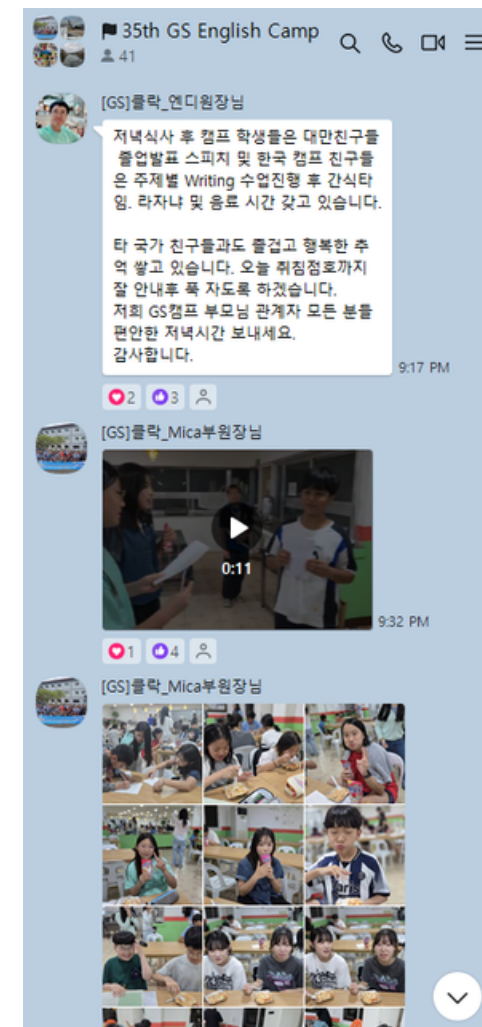 35th GS English Camp
41
[GS]클락_엔디원장님
저녁식사 후 캠프 학생들은 대만친구들
졸업발표 스피치 및 한국 캠프 친구들
은 주제별 Writing 수업진행 후 간식타
임. 라자냐 및 음료 시간 갖고 있습니다.
타 국가 친구들과도 즐겁고 행복한 추
억 쌓고 있습니다. 오늘 취침점호까지
잘 안내후 푹 자도록 하겠습니다.
저희 GS캠프 부모님 관계자 모든 분들
편안한 저녁시간 보내세요.
감사합니다.
9:17 PM
2 3
[GS]클락_Mica부원장님
0:11
9:32 PM
1 4
[GS]클락_Mica부원장님